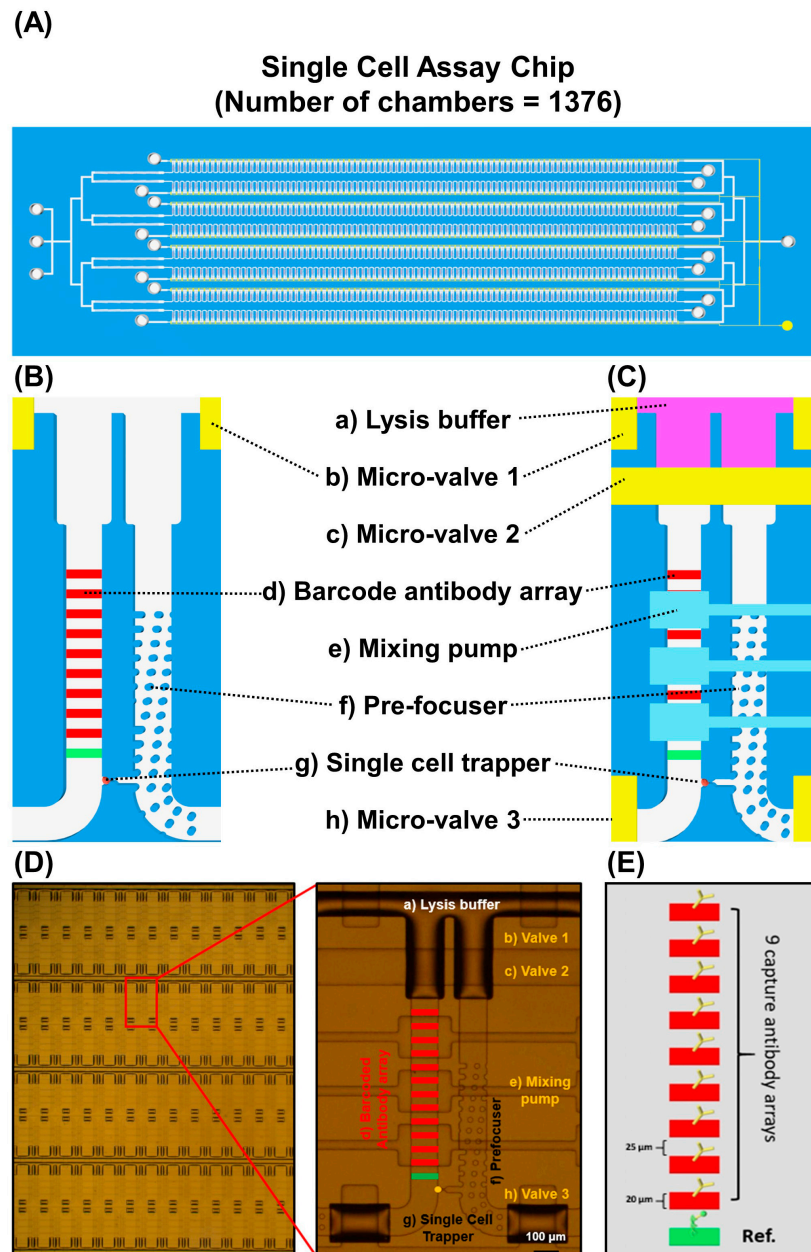 (A)
Single Cell Assay Chip
(Number of chambers = 1376)
(B)
(C)
a) Lysis buffer
b) Micro-valve 1
c) Micro-valve 2
d) Barcode antibody array
e) Mixing pump
f) Pre-focuser
g) Single cell trapper
h) Micro-valve 3
(D)
a) Lysis buffer
b) Valve 1
c) Valve 2
d) Barcoded
Antibody array
e) Mixing
pump
f) Prefocuser
h) Valve 3
g) Single Cell
Trapper
100 µm
(E)
9 capture antibody
arrays
25 µm
20 µm
Ref.